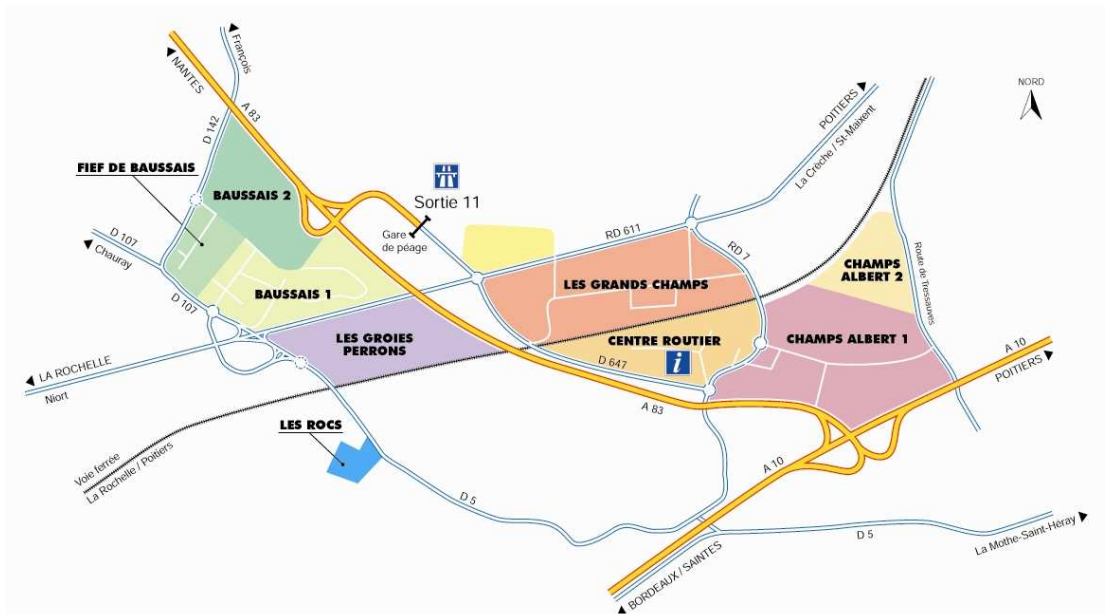 François
NANTES
A 83
D 142
NORD
POITIERS
La Crèche / St-Maixent
FIEF DE BAUSSAIS
BAUSSAIS 2
Sortie 11
Gare
de péage
D 107
Chauray
RD 611
RD 7
CHAMPS
ALBERT 2
Route de Tressauves
D 107
BAUSSAIS 1
LES GRANDS CHAMPS
LES GROIES
PERRONS
CENTRE ROUTIER
i
CHAMPS ALBERT 1
D 647
A 10
POITIERS
LA ROCHELLE
Niort
A 83
LES ROCS
Voie ferrée
La Rochelle / Poitiers
A 10
D 5
D 5
La Mothe-Saint-Héray
BORDEAUX / SAINTES